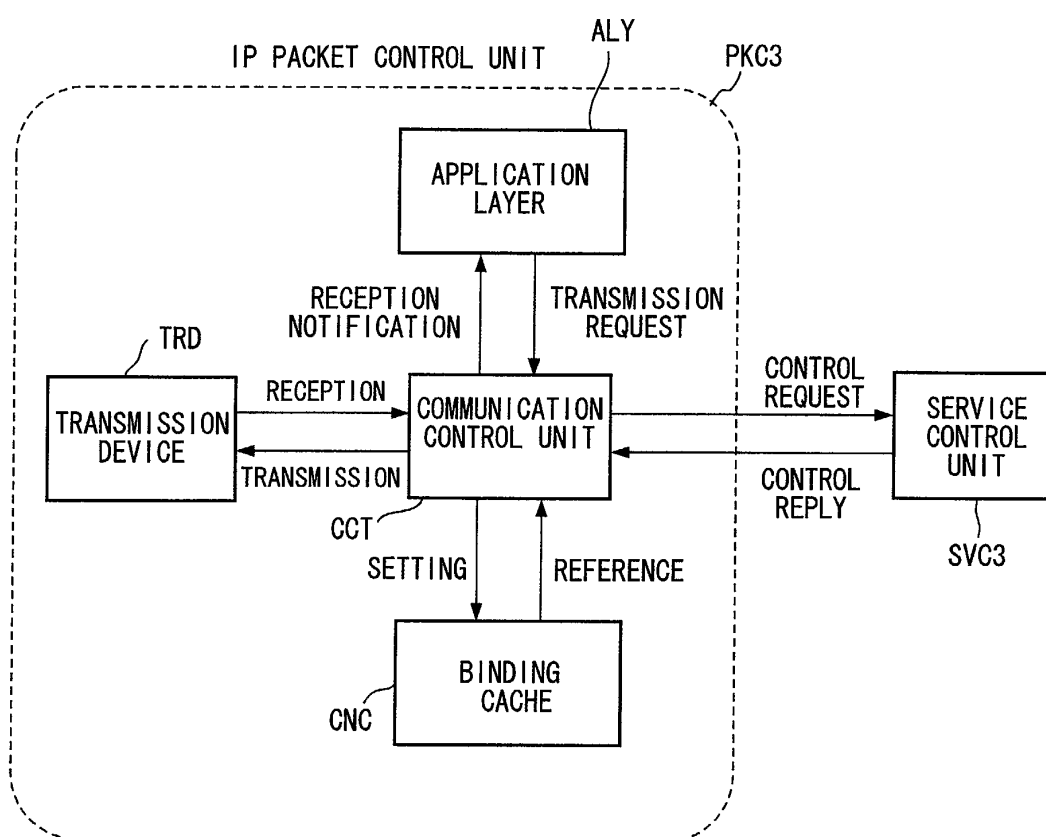 IP PACKET CONTROL UNIT
ALY
PKC3
APPLICATION
LAYER
RECEPTION
NOTIFICATION
TRANSMISSION
REQUEST
TRD
TRANSMISSION
DEVICE
RECEPTION
TRANSMISSION
COMMUNICATION
CONTROL UNIT
CCT
CONTROL
REQUEST
CONTROL
REPLY
SERVICE
CONTROL
UNIT
SVC3
SETTING
REFERENCE
BINDING
CACHE
CNC